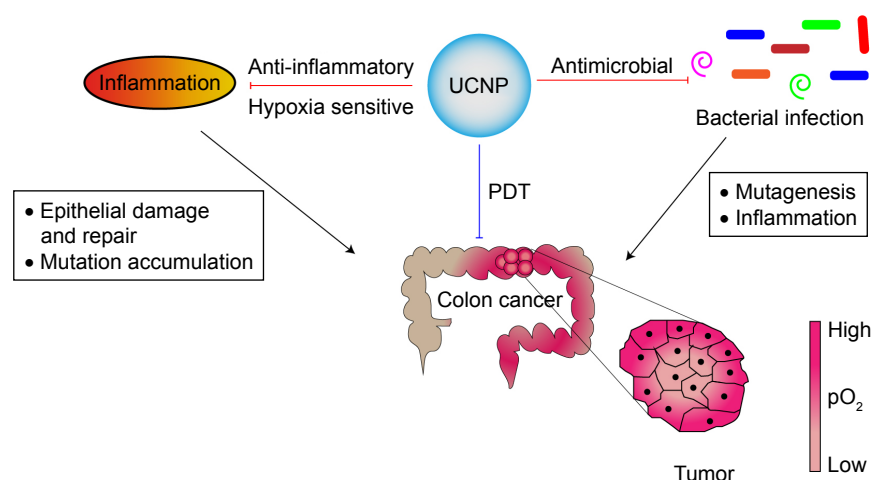 Inflammation
Anti-inflammatory
Hypoxia sensitive
UCNP
Antimicrobial
Bacterial infection
PDT
• Epithelial damage
and repair
• Mutation accumulation
• Mutagenesis
• Inflammation
Colon cancer
High
pO₂
Low
Tumor